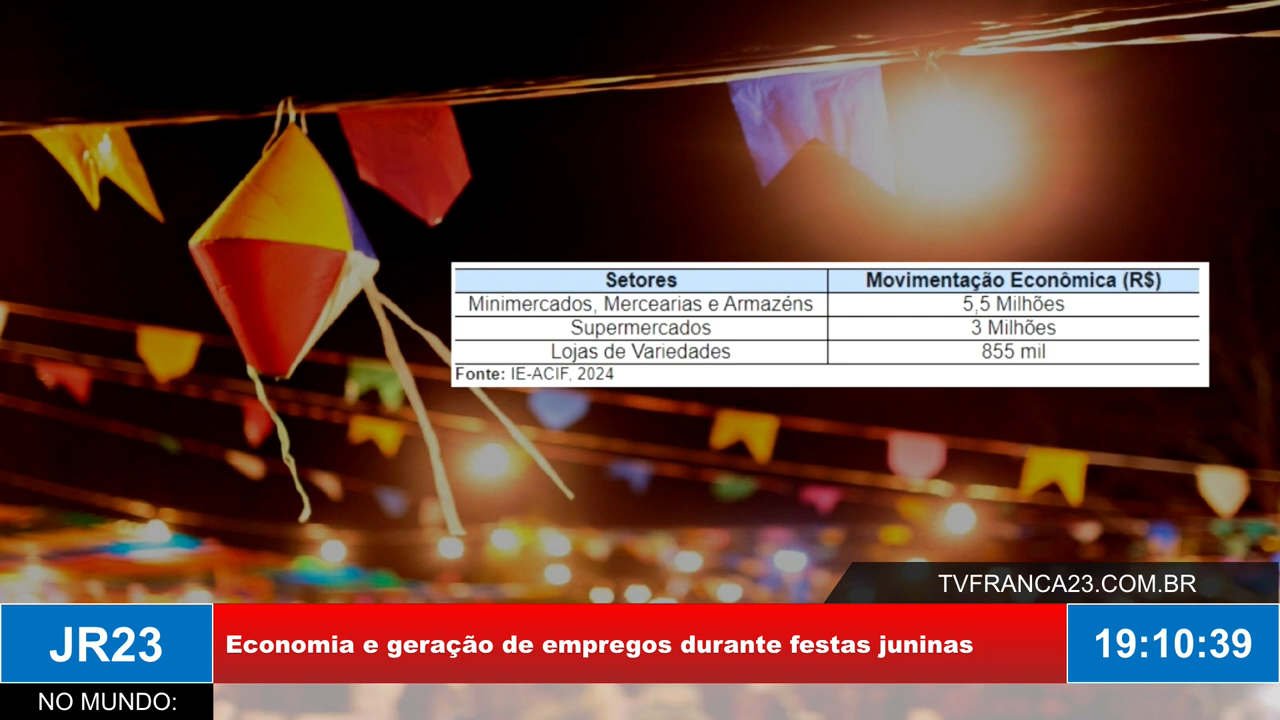 Setores Movimentação Econômica (R$)
Minimercados, Mercearias e Armazéns 5,5 Milhões
Supermercados 3 Milhões
Lojas de Variedades 855 mil
Fonte: IE-ACIF, 2024
TVFRANCA23.COM.BR
JR23 Economia e geração de empregos durante festas juninas 19:10:39
NO MUNDO: